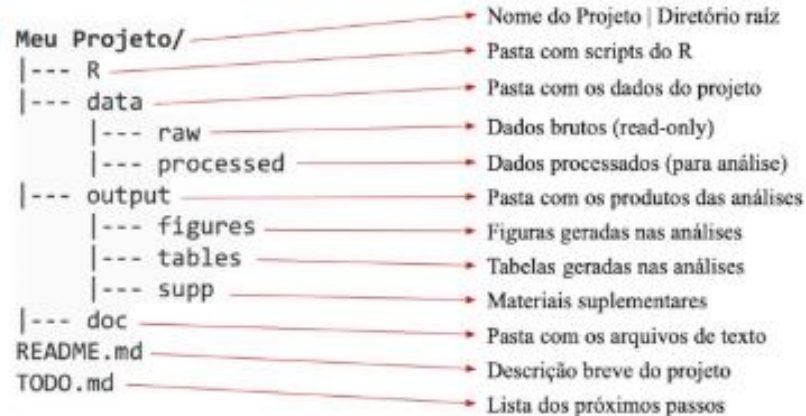 Meu Projeto/ Nome do Projeto | Diretório raíz
|--- R Pasta com scripts do R
|--- data Pasta com os dados do projeto
|--- raw Dados brutos (read-only)
|--- processed Dados processados (para análise)
|--- output Pasta com os produtos das análises
|--- figures Figuras geradas nas análises
|--- tables Tabelas geradas nas análises
|--- supp Materiais suplementares
|--- doc Pasta com os arquivos de texto
README.md Descrição breve do projeto
TODO.md Lista dos próximos passos